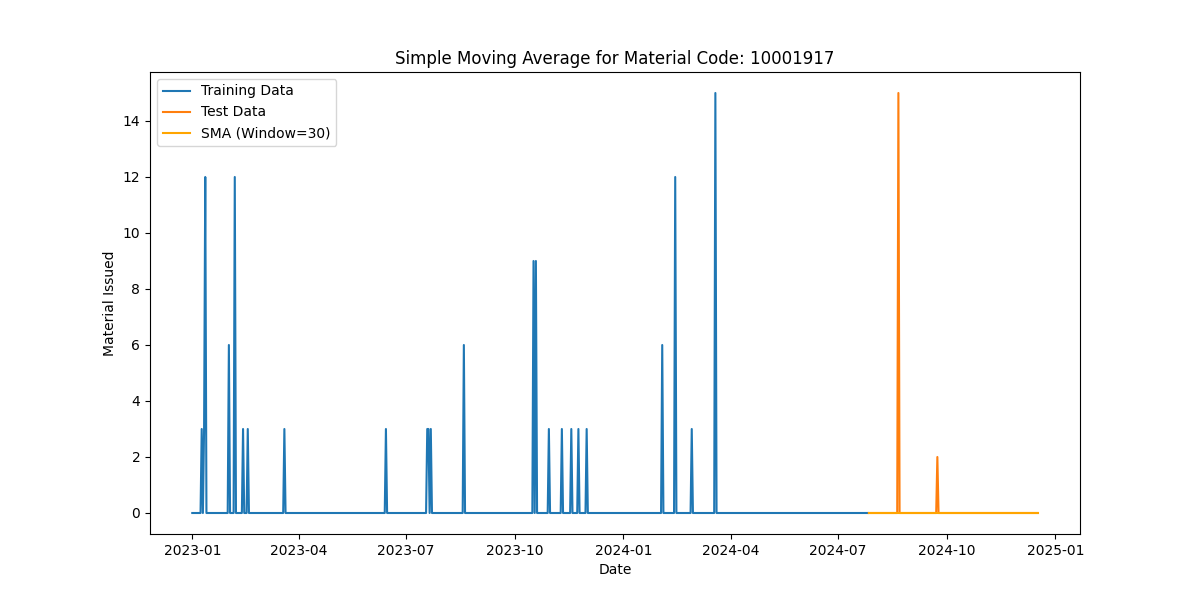 Simple Moving Average for Material Code: 10001917
Training Data
Test Data
SMA (Window=30)
14
12
10
8
6
4
2
0
Material Issued
2023-01 2023-04 2023-07 2023-10 2024-01 2024-04 2024-07 2024-10 2025-01
Date